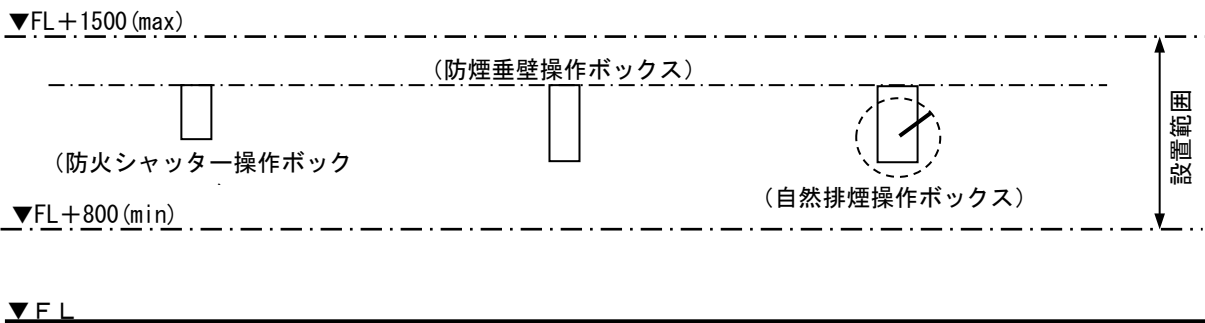 ▼FL+1500(max)
（防煙垂壁操作ボックス）
（防火シャッター操作ボック
（自然排煙操作ボックス）
設置範囲
▼FL+800(min)
▼ＦＬ